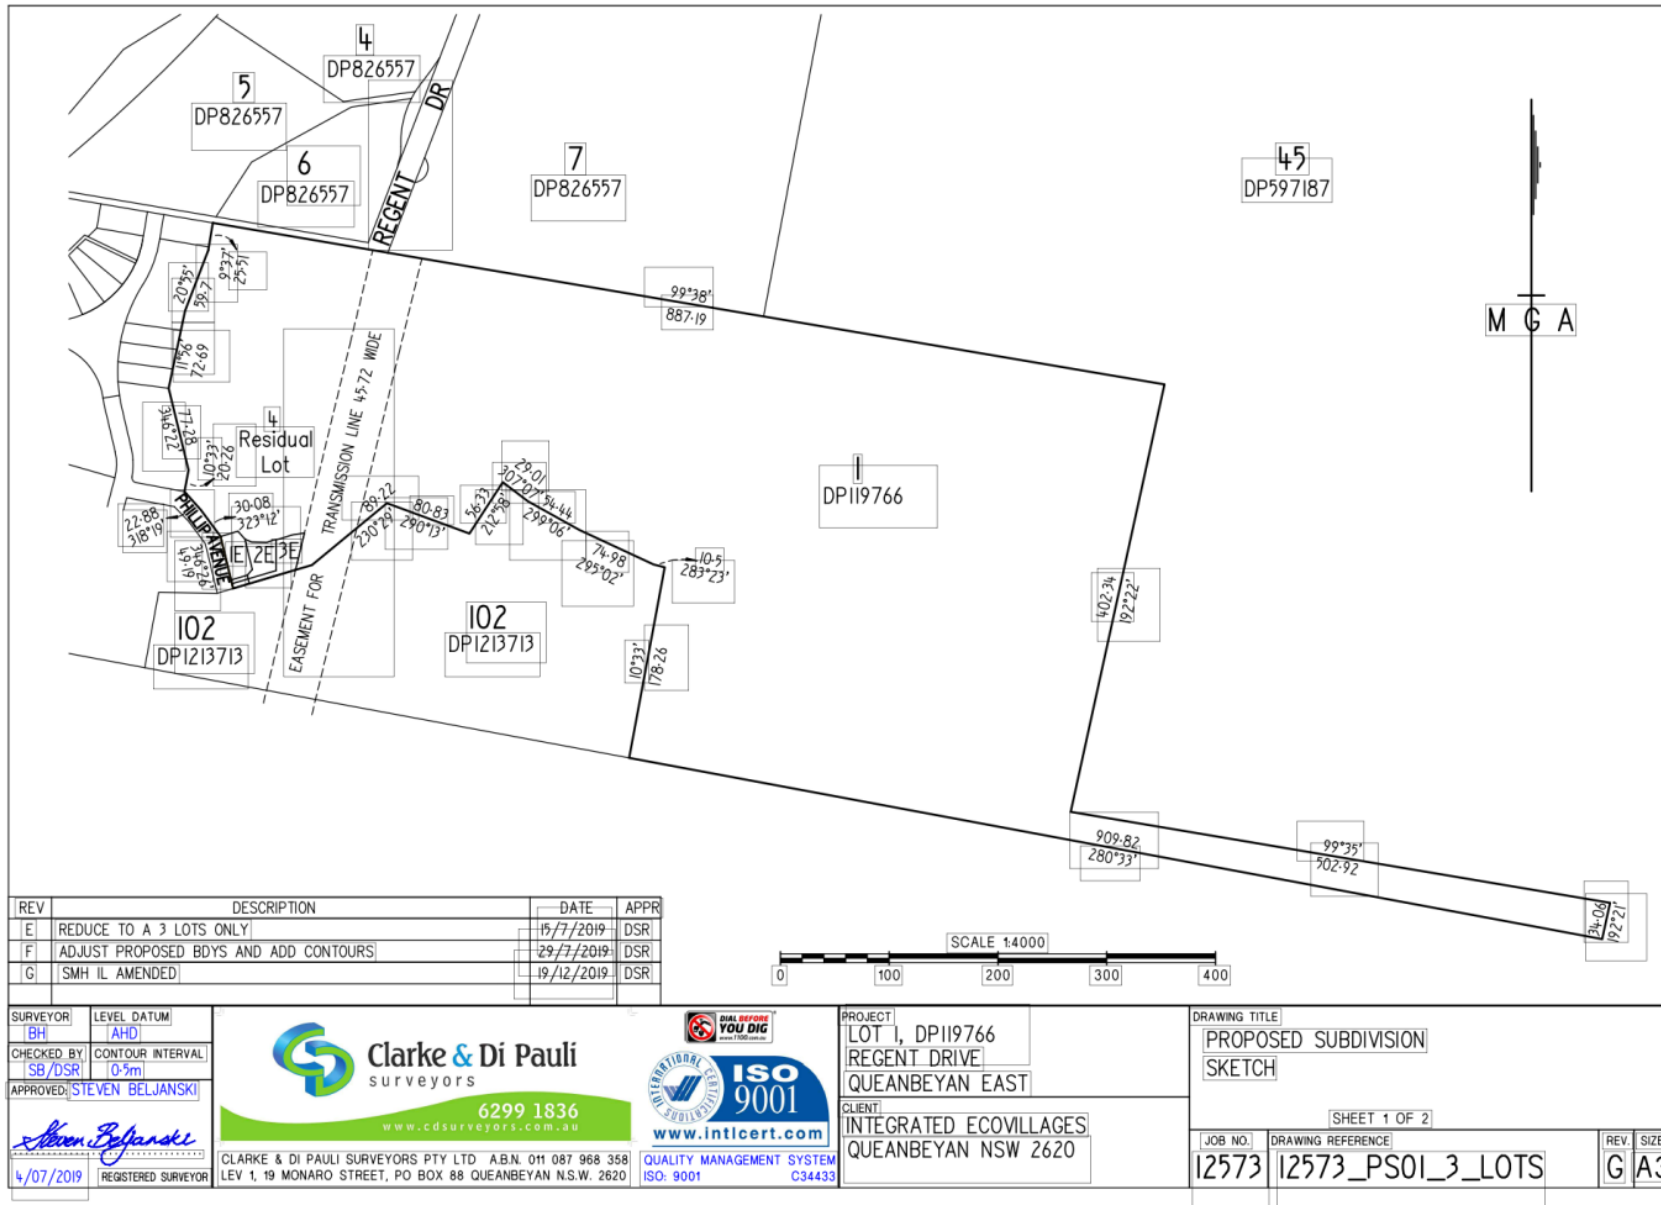 4
DP826557
5
DP826557
6
DP826557
REGENT DR
7
DP826557
45
DP597187
M G A
9°37'
25·51
20°55'
59·7
11°56'
72·69
77·28
346°22'
10°33'
20·26
4
Residual
Lot
99°38'
887·19
EASEMENT FOR TRANSMISSION LINE 45·72 WIDE
1
DP119766
PHILLIP AVENUE
22·88
318°19'
30·08
323°12'
346°26'
49·19
1E
2E
3E
89·22
230°29'
80·83
290°13'
56·33
212°58'
29·01
307°07'
54·44
299°06'
74·98
295°02'
10·5
283°23'
102
DP1213713
102
DP1213713
10°33'
178·26
402·34
192°22'
909·82
280°33'
99°35'
502·92
34·06
192°21'
REV DESCRIPTION DATE APPR
E REDUCE TO A 3 LOTS ONLY 15/7/2019 DSR
F ADJUST PROPOSED BDYS AND ADD CONTOURS 29/7/2019 DSR
G SMH IL AMENDED 19/12/2019 DSR
SCALE 1:4000
0 100 200 300 400
SURVEYOR
BH
LEVEL DATUM
AHD
CHECKED BY
SB/DSR
CONTOUR INTERVAL
0·5m
APPROVED: STEVEN BELJANSKI
Steven Beljanski
4/07/2019 REGISTERED SURVEYOR
Clarke & Di Pauli
surveyors
6299 1836
www.cdsurveyors.com.au
CLARKE & DI PAULI SURVEYORS PTY LTD A.B.N. 011 087 968 358
LEV 1, 19 MONARO STREET, PO BOX 88 QUEANBEYAN N.S.W. 2620
DIAL BEFORE
YOU DIG
www.1100.com.au
INTERNATIONAL CERTIFICATIONS
ISO
9001
www.intlcert.com
QUALITY MANAGEMENT SYSTEM
ISO: 9001 C34433
PROJECT
LOT 1, DP119766
REGENT DRIVE
QUEANBEYAN EAST
CLIENT
INTEGRATED ECOVILLAGES
QUEANBEYAN NSW 2620
DRAWING TITLE
PROPOSED SUBDIVISION
SKETCH
SHEET 1 OF 2
JOB NO.
12573
DRAWING REFERENCE
12573_PS01_3_LOTS
REV.
G
SIZE
A3